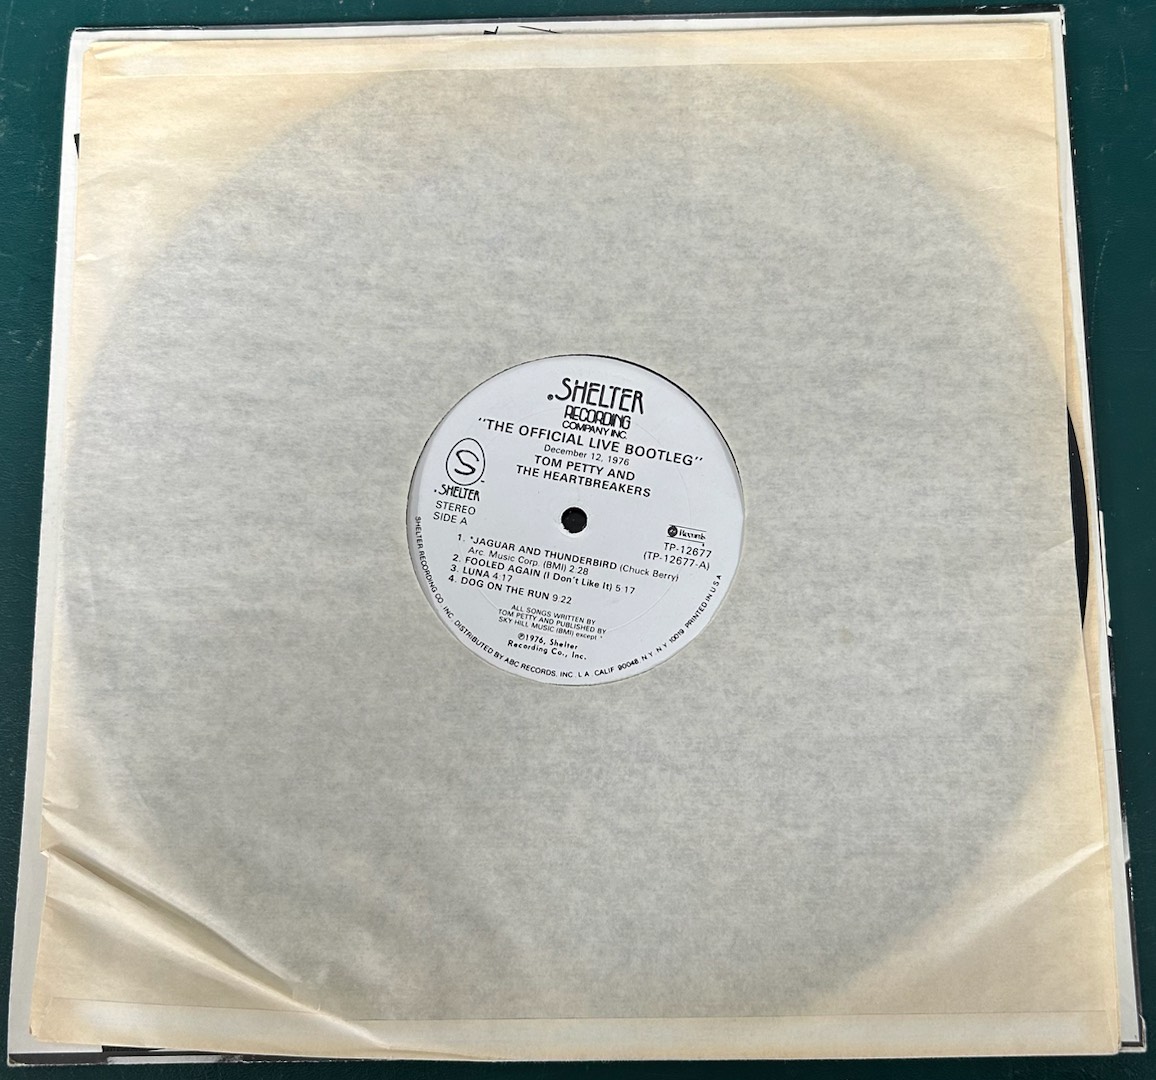 .SHELTER
RECORDING
COMPANY INC.
"THE OFFICIAL LIVE BOOTLEG"
December 12, 1976
TOM PETTY AND
THE HEARTBREAKERS
S
.SHELTER
STEREO
SIDE A
Records
TP-12677
(TP-12677-A)
1. *JAGUAR AND THUNDERBIRD (Chuck Berry)
Arc. Music Corp. (BMI) 2:28
2. FOOLED AGAIN (I Don't Like It) 5:17
3. LUNA 4:17
4. DOG ON THE RUN 9:22
ALL SONGS WRITTEN BY
TOM PETTY AND PUBLISHED BY
SKY HILL MUSIC (BMI) except *
℗1976, Shelter
Recording Co., Inc.
SHELTER RECORDING CO., INC. DISTRIBUTED BY ABC RECORDS, INC. L.A. CALIF 90048, N.Y. N.Y. 10019 PRINTED IN U.S.A